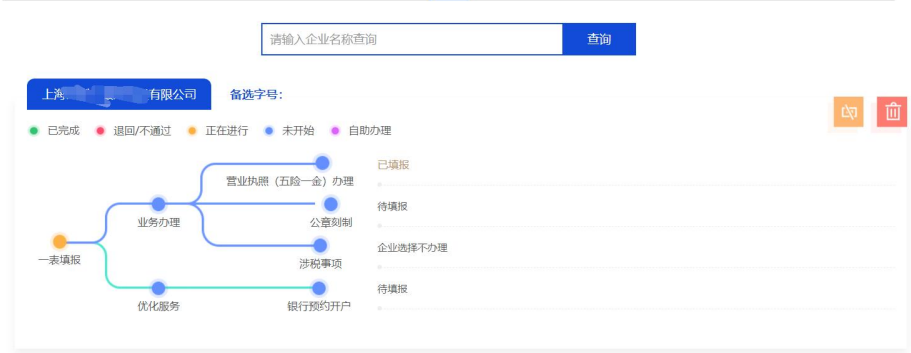 请输入企业名称查询
查询
上海
有限公司
备选字号：
已完成 退回/不通过 正在进行 未开始 自助办理
营业执照（五险一金）办理 已填报
业务办理
公章刻制 待填报
一表填报
涉税事项 企业选择不办理
优化服务
银行预约开户 待填报